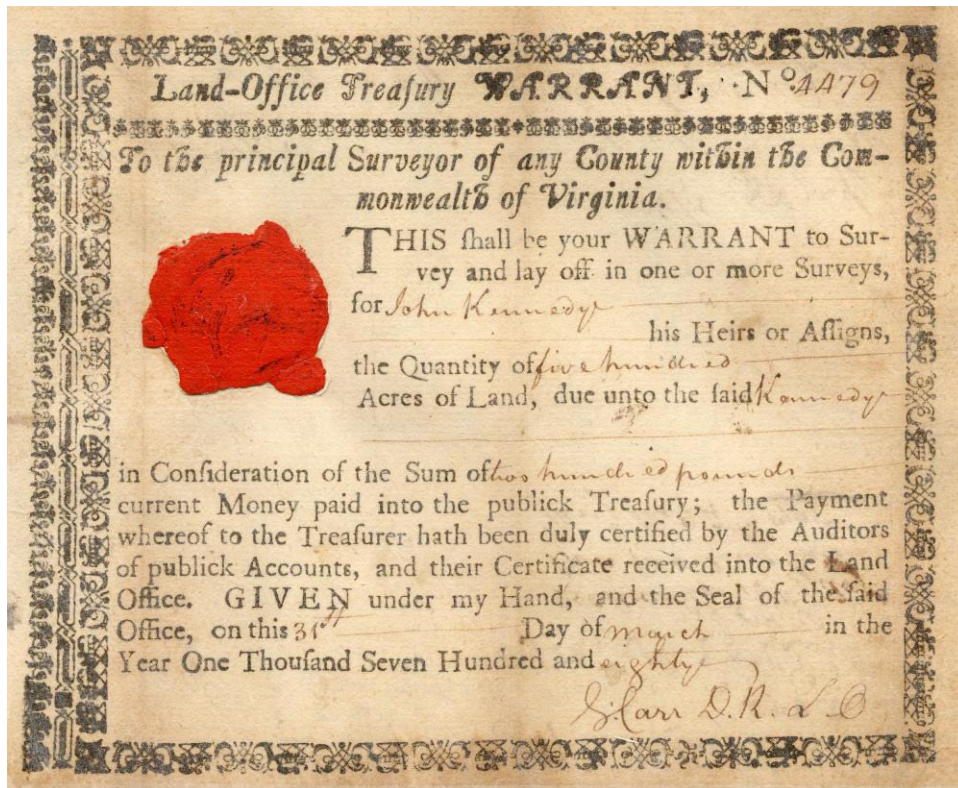 Land-Office Treaſury WARRANT, Nº 4479
To the principal Surveyor of any County within the Com-
monwealth of Virginia.
THIS ſhall be your WARRANT to Sur-
vey and lay off in one or more Surveys,
for John Kennedy
his Heirs or Aſſigns,
the Quantity of five hundred
Acres of Land, due unto the ſaid Kennedy
in Conſideration of the Sum of two hundred pounds
current Money paid into the publick Treaſury; the Payment
whereof to the Treaſurer hath been duly certified by the Auditors
of publick Accounts, and their Certificate received into the Land
Office. GIVEN under my Hand, and the Seal of the ſaid
Office, on this 31st Day of march in the
Year One Thouſand Seven Hundred and eighty
Carr D. R. L O